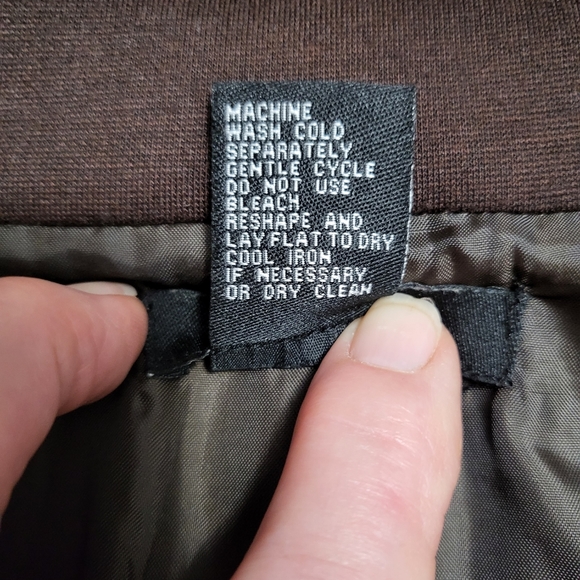 MACHINE
WASH COLD
SEPARATELY
GENTLE CYCLE
DO NOT USE
BLEACH
RESHAPE AND
LAY FLAT TO DRY
COOL IRON
IF NECESSARY
OR DRY CLEAN